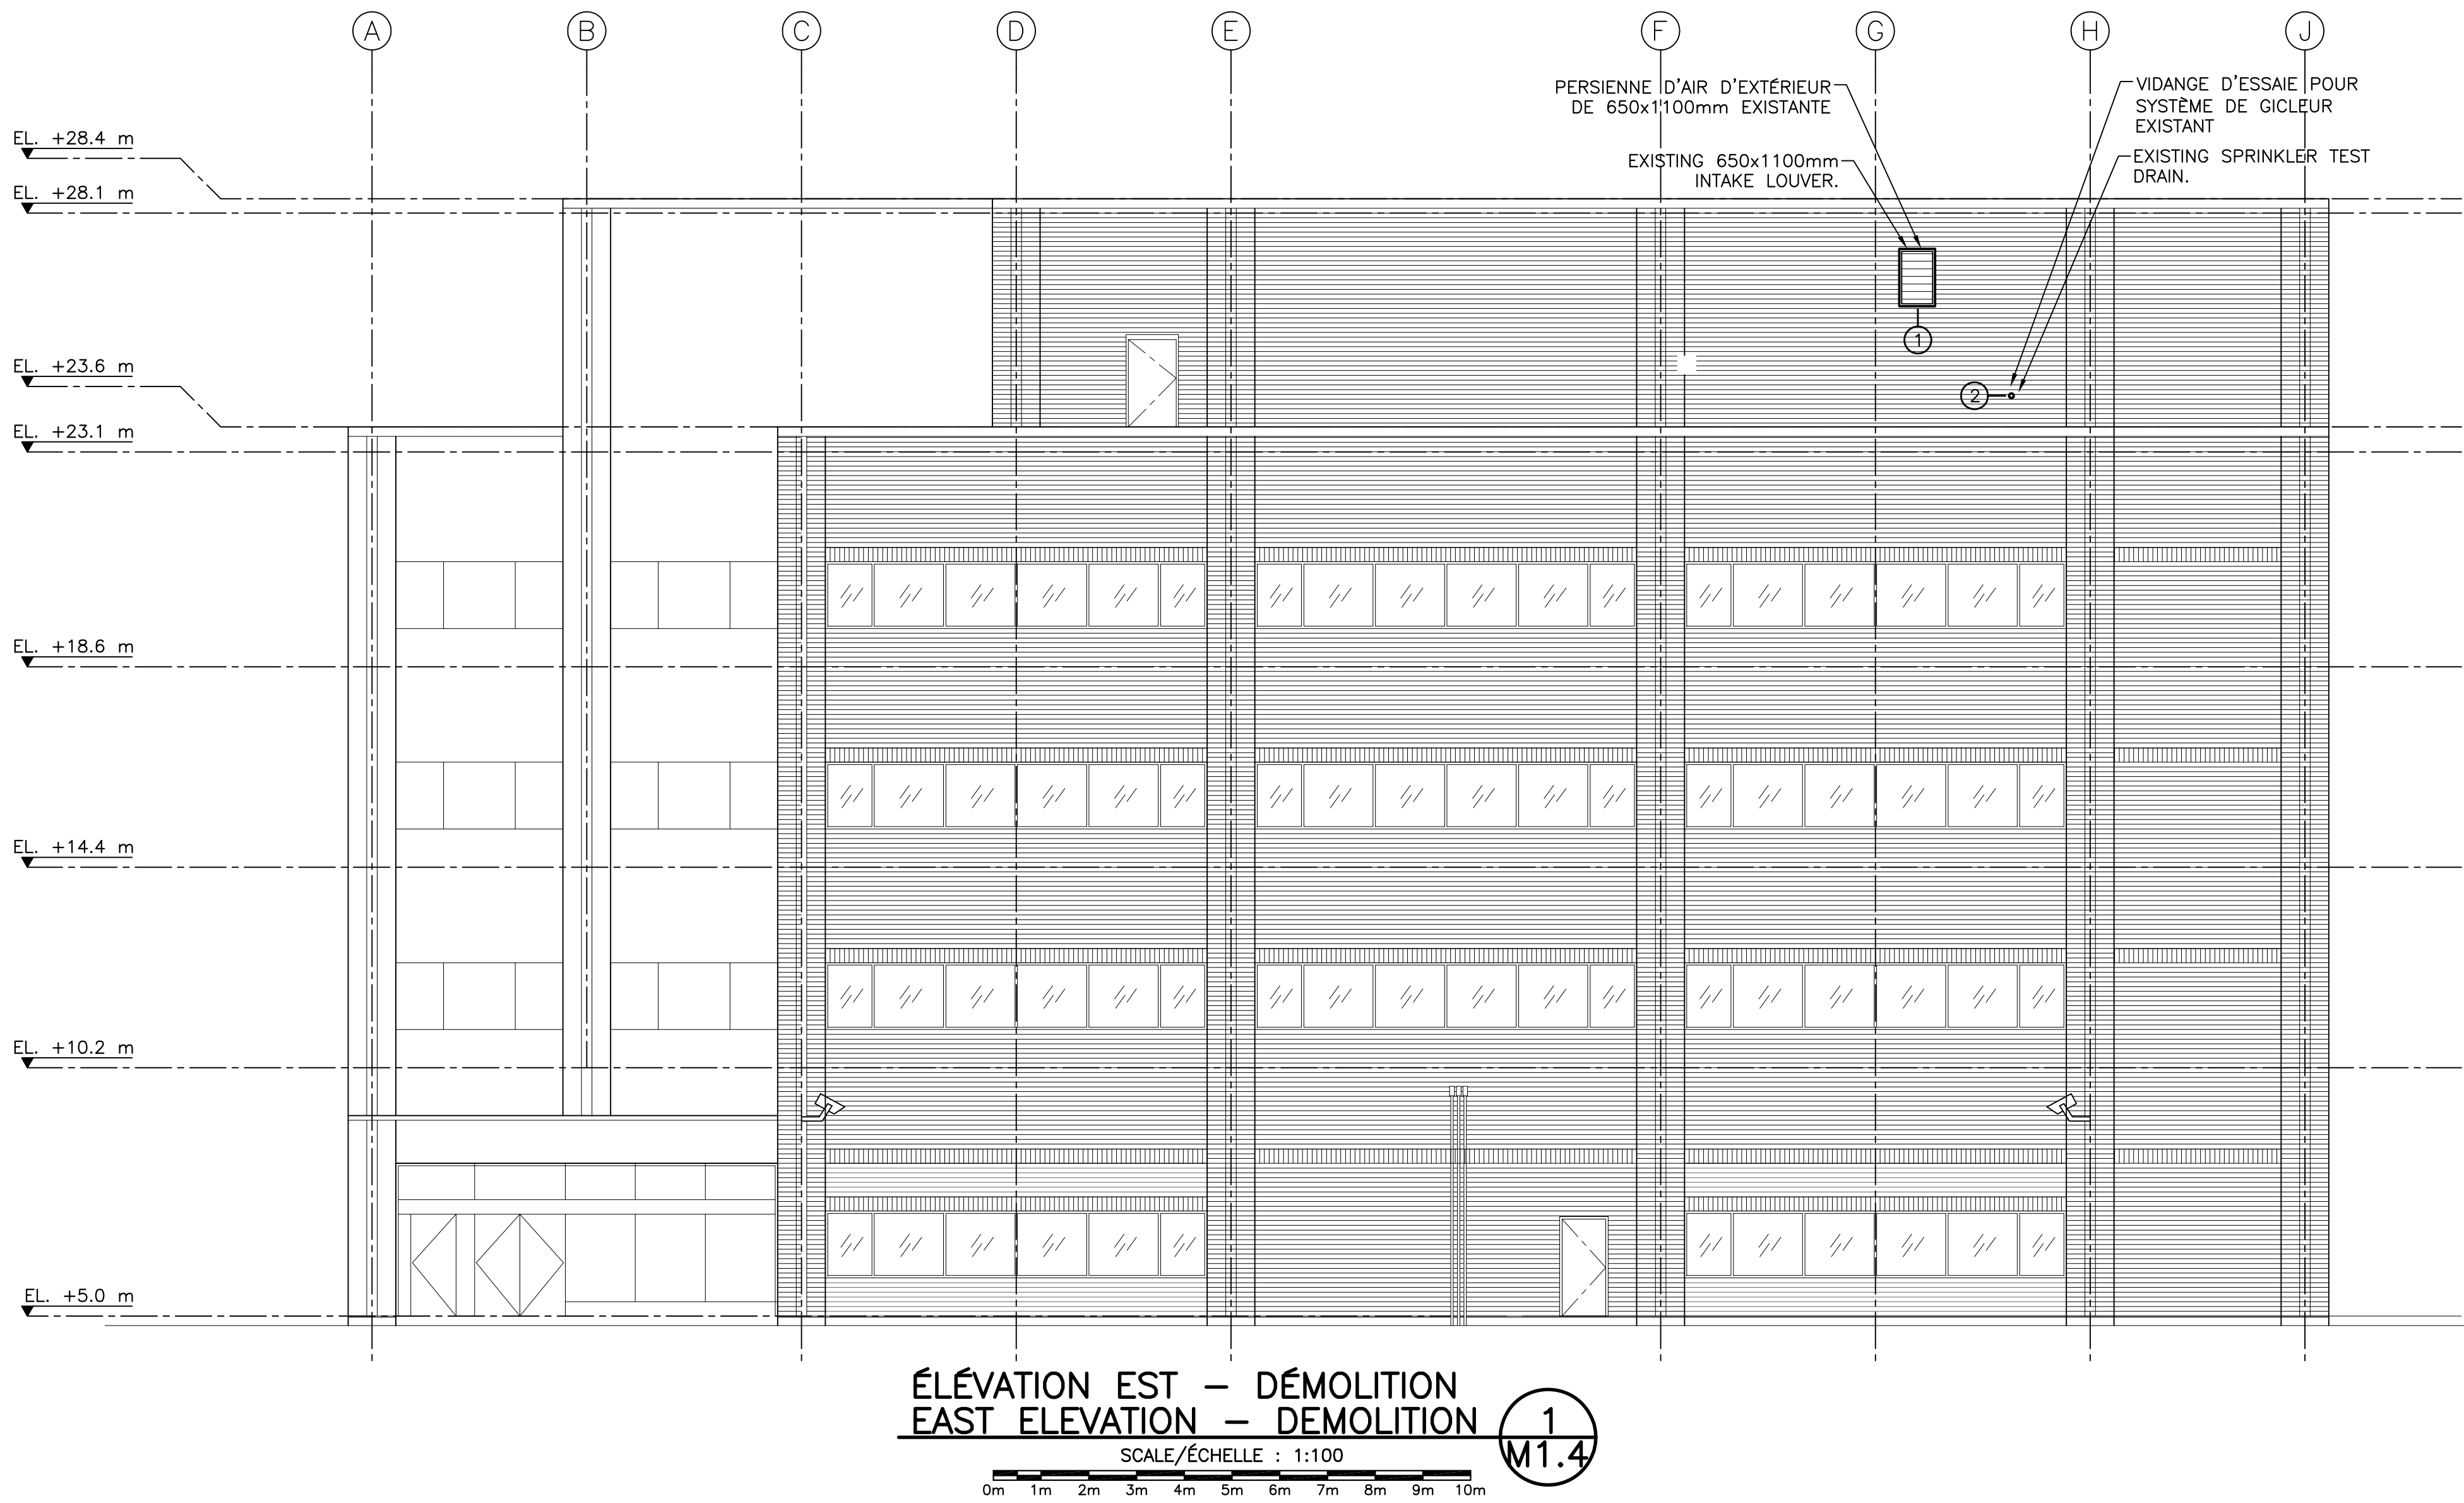 A
B
C
D
E
F
G
H
J
PERSIENNE D'AIR D'EXTÉRIEUR
DE 650x1100mm EXISTANTE
EXISTING 650x1100mm
INTAKE LOUVER.
VIDANGE D'ESSAIE POUR
SYSTÈME DE GICLEUR
EXISTANT
EXISTING SPRINKLER TEST
DRAIN.
EL. +28.4 m
EL. +28.1 m
EL. +23.6 m
EL. +23.1 m
EL. +18.6 m
EL. +14.4 m
EL. +10.2 m
EL. +5.0 m
1
2
ÉLÉVATION EST – DÉMOLITION
EAST ELEVATION – DEMOLITION
1
M1.4
SCALE/ÉCHELLE : 1:100
0m 1m 2m 3m 4m 5m 6m 7m 8m 9m 10m